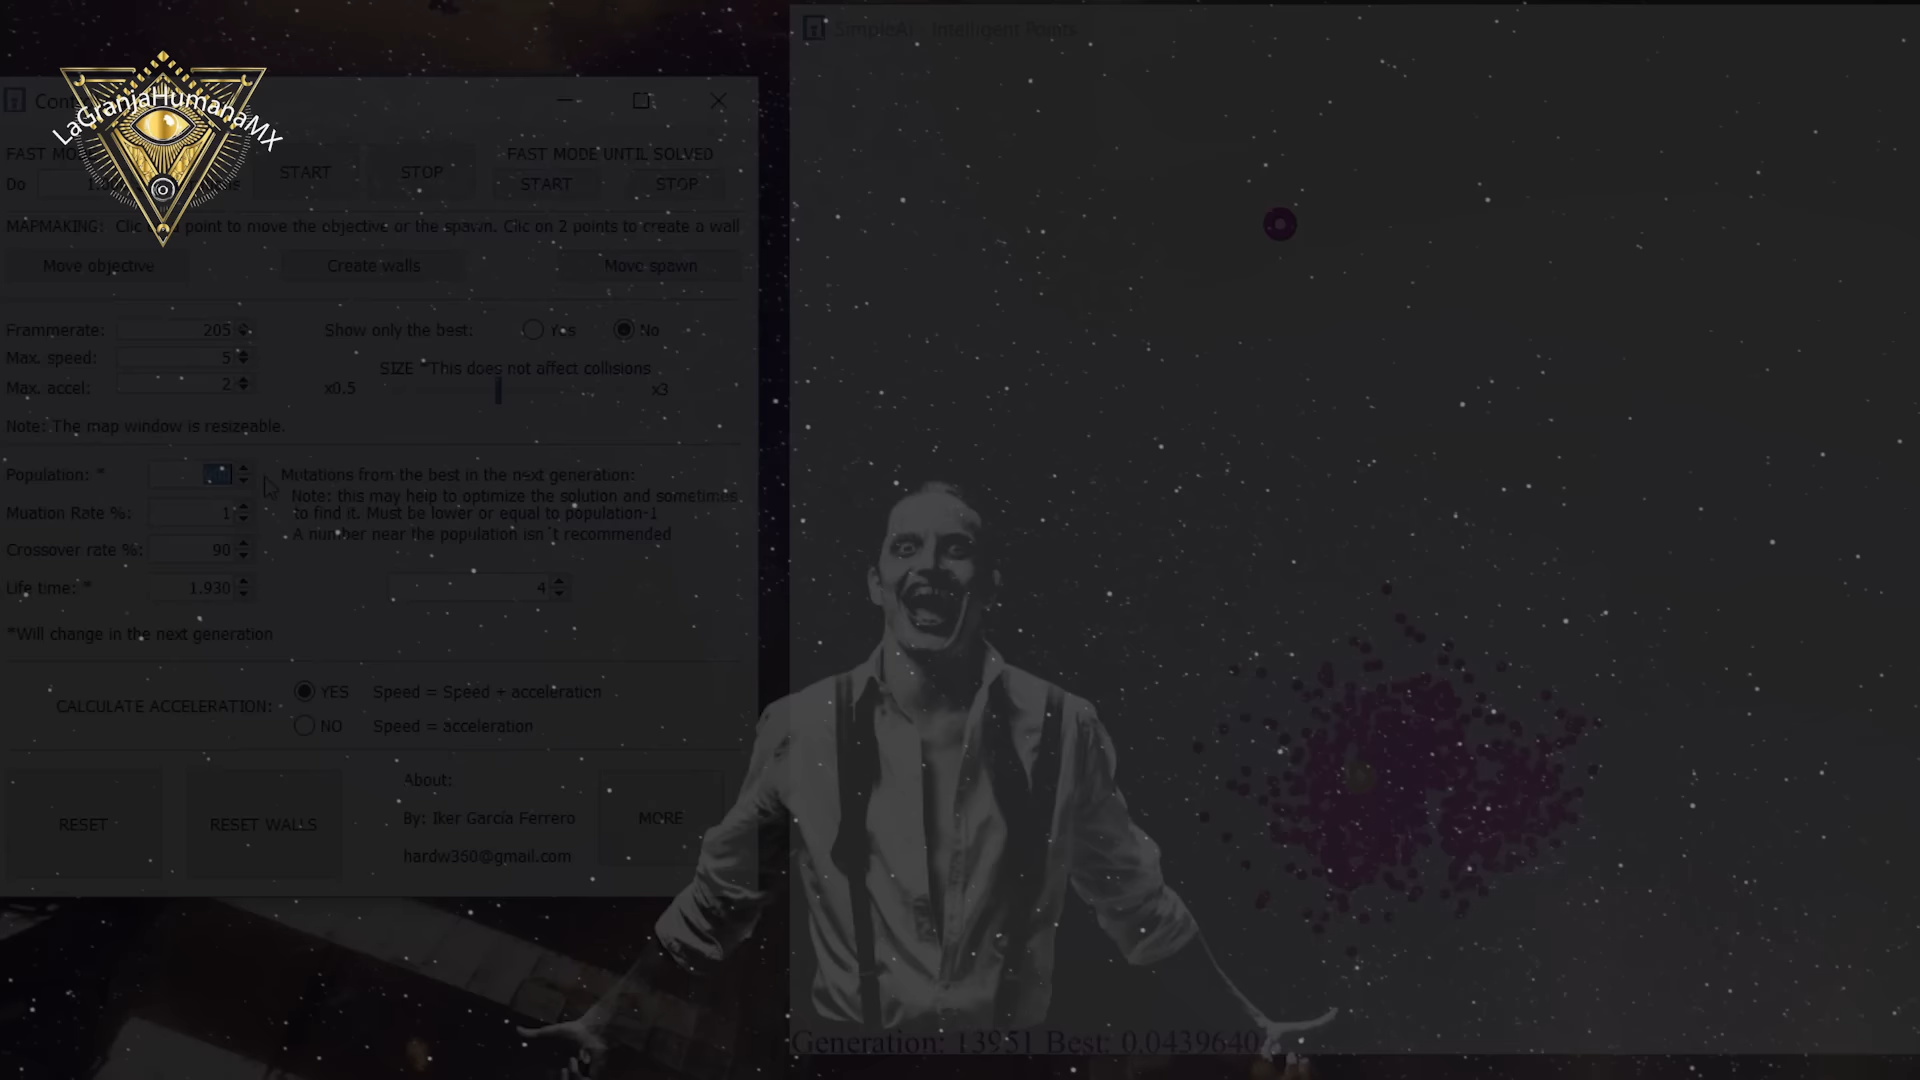 SimpleAI - Intelligent Points
LaGranjaHumanaMX
FAST MODE UNTIL SOLVED
START
STOP
START
STOP
Do
MAPMAKING: Clic point to move the objective or the spawn. Clic on 2 points to create a wall
Move objective
Create walls
Move spawn
Frammerate:
205
Show only the best:
Yes
No
Max. speed:
5
SIZE *This does not affect collisions
Max. accel:
2
x0.5
x3
Note: The map window is resizeable.
Population: *
Mutations from the best in the next generation:
Note: this may help to optimize the solution and sometimes
to find it. Must be lower or equal to population-1
A number near the population isn´t recommended
Muation Rate %:
1
Crossover rate %:
90
Life time: *
1.930
4
*Will change in the next generation
CALCULATE ACCELERATION:
YES
Speed = Speed + acceleration
NO
Speed = acceleration
RESET
RESET WALLS
About:
By: Iker García Ferrero
hardw360@gmail.com
MORE
Generation: 13951 Best: 0.0439640